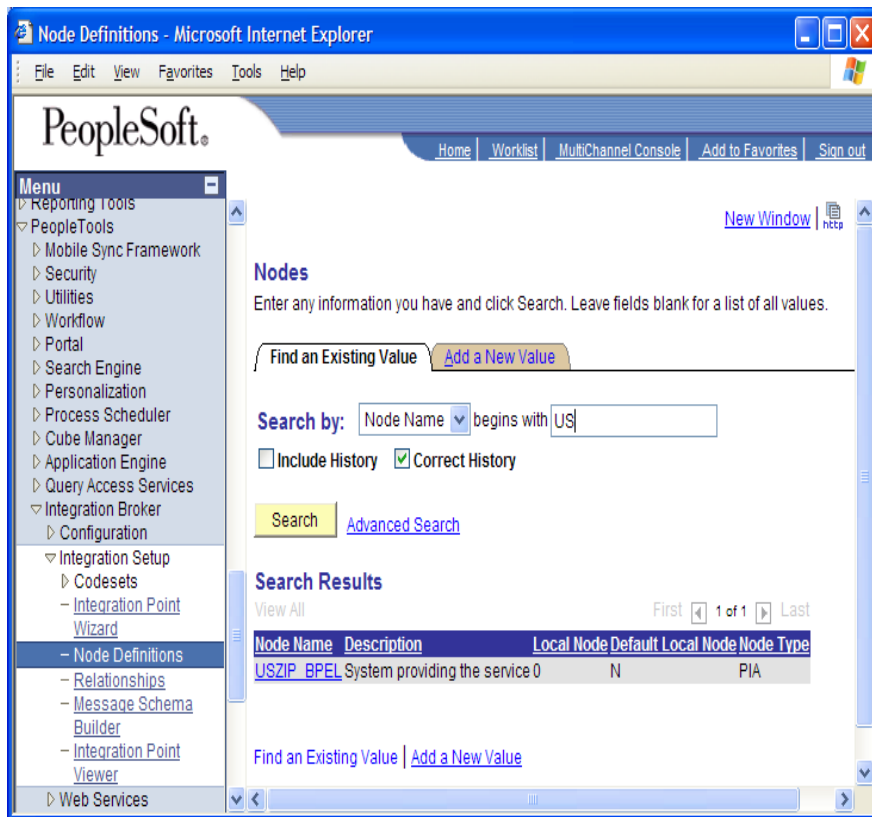 Node Definitions - Microsoft Internet Explorer
File Edit View Favorites Tools Help
PeopleSoft®
Home Worklist MultiChannel Console Add to Favorites Sign out
Menu
Reporting Tools
PeopleTools
Mobile Sync Framework
Security
Utilities
Workflow
Portal
Search Engine
Personalization
Process Scheduler
Cube Manager
Application Engine
Query Access Services
Integration Broker
Configuration
Integration Setup
Codesets
– Integration Point
Wizard
– Node Definitions
– Relationships
– Message Schema
Builder
– Integration Point
Viewer
Web Services
New Window http
Nodes
Enter any information you have and click Search. Leave fields blank for a list of all values.
Find an Existing Value Add a New Value
Search by: Node Name begins with US
Include History Correct History
Search Advanced Search
Search Results
View All First 1 of 1 Last
Node Name Description Local Node Default Local Node Node Type
USZIP_BPEL System providing the service 0 N PIA
Find an Existing Value | Add a New Value